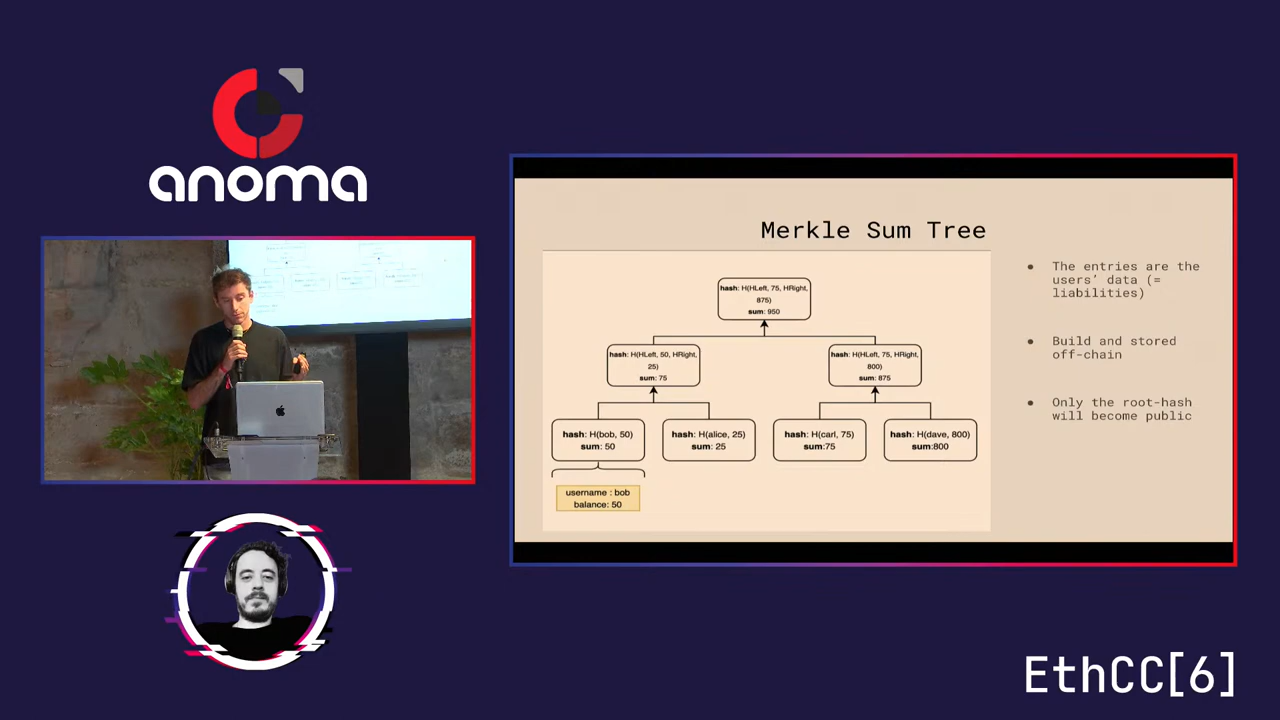 anoma
Merkle Sum Tree
hash: H(HLeft, 75, HRight,
875)
sum: 950
hash: H(HLeft, 50, HRight,
25)
sum: 75
hash: H(HLeft, 75, HRight,
800)
sum: 875
hash: H(bob, 50)
sum: 50
hash: H(alice, 25)
sum: 25
hash: H(carl, 75)
sum:75
hash: H(dave, 800)
sum:800
username : bob
balance: 50
● The entries are the
users’ data (=
liabilities)
● Build and stored
off-chain
● Only the root-hash
will become public
EthCC[6]